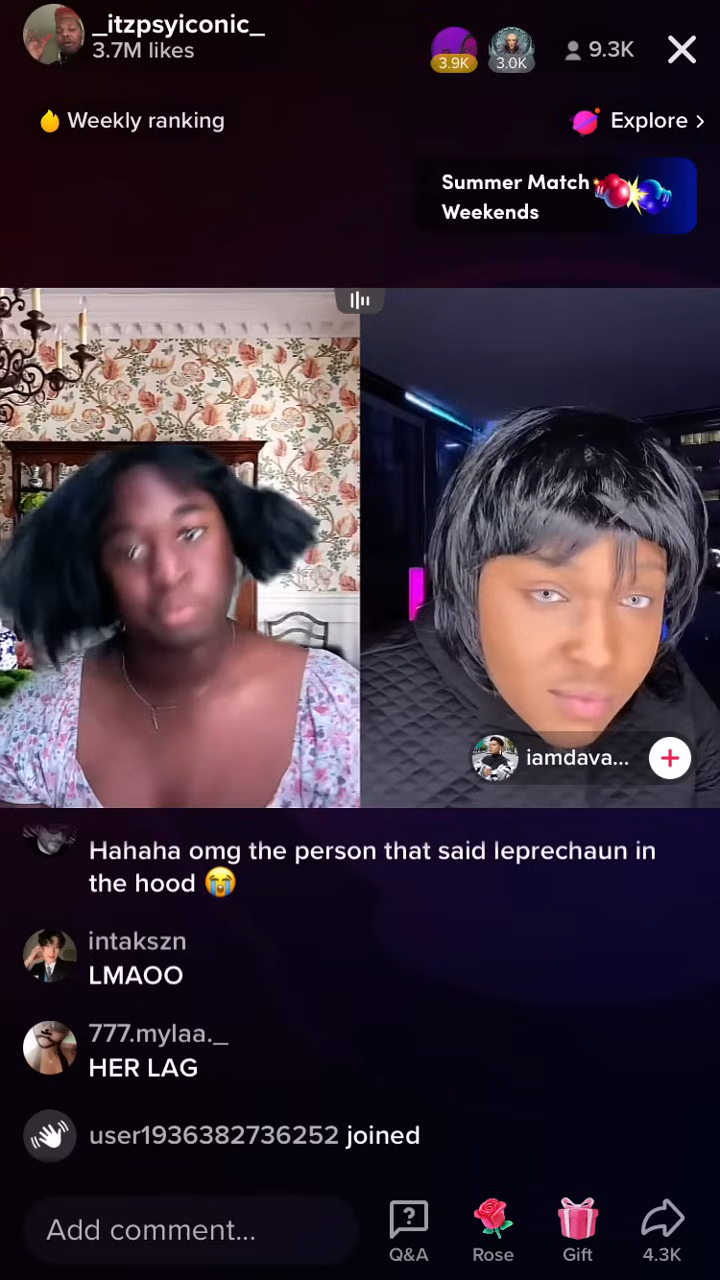 _itzpsyiconic_
3.7M likes
3.9K
3.0K
9.3K
Weekly ranking
Explore >
Summer Match
Weekends
iamdava...
Hahaha omg the person that said leprechaun in
the hood 😭
intakszn
LMAOO
777.mylaa._
HER LAG
user1936382736252 joined
Add comment...
Q&A
Rose
Gift
4.3K